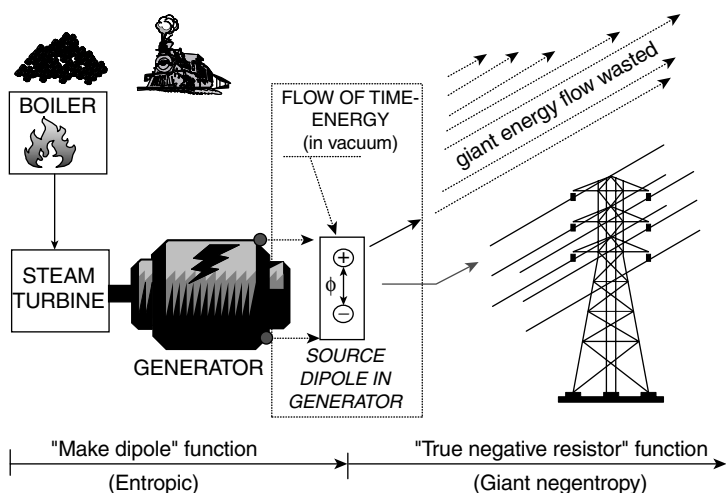 BOILER
FLOW OF TIME-
ENERGY
(in vacuum)
giant energy flow wasted
STEAM
TURBINE
+
ϕ
−
GENERATOR
SOURCE
DIPOLE IN
GENERATOR
"Make dipole" function
(Entropic)
"True negative resistor" function
(Giant negentropy)